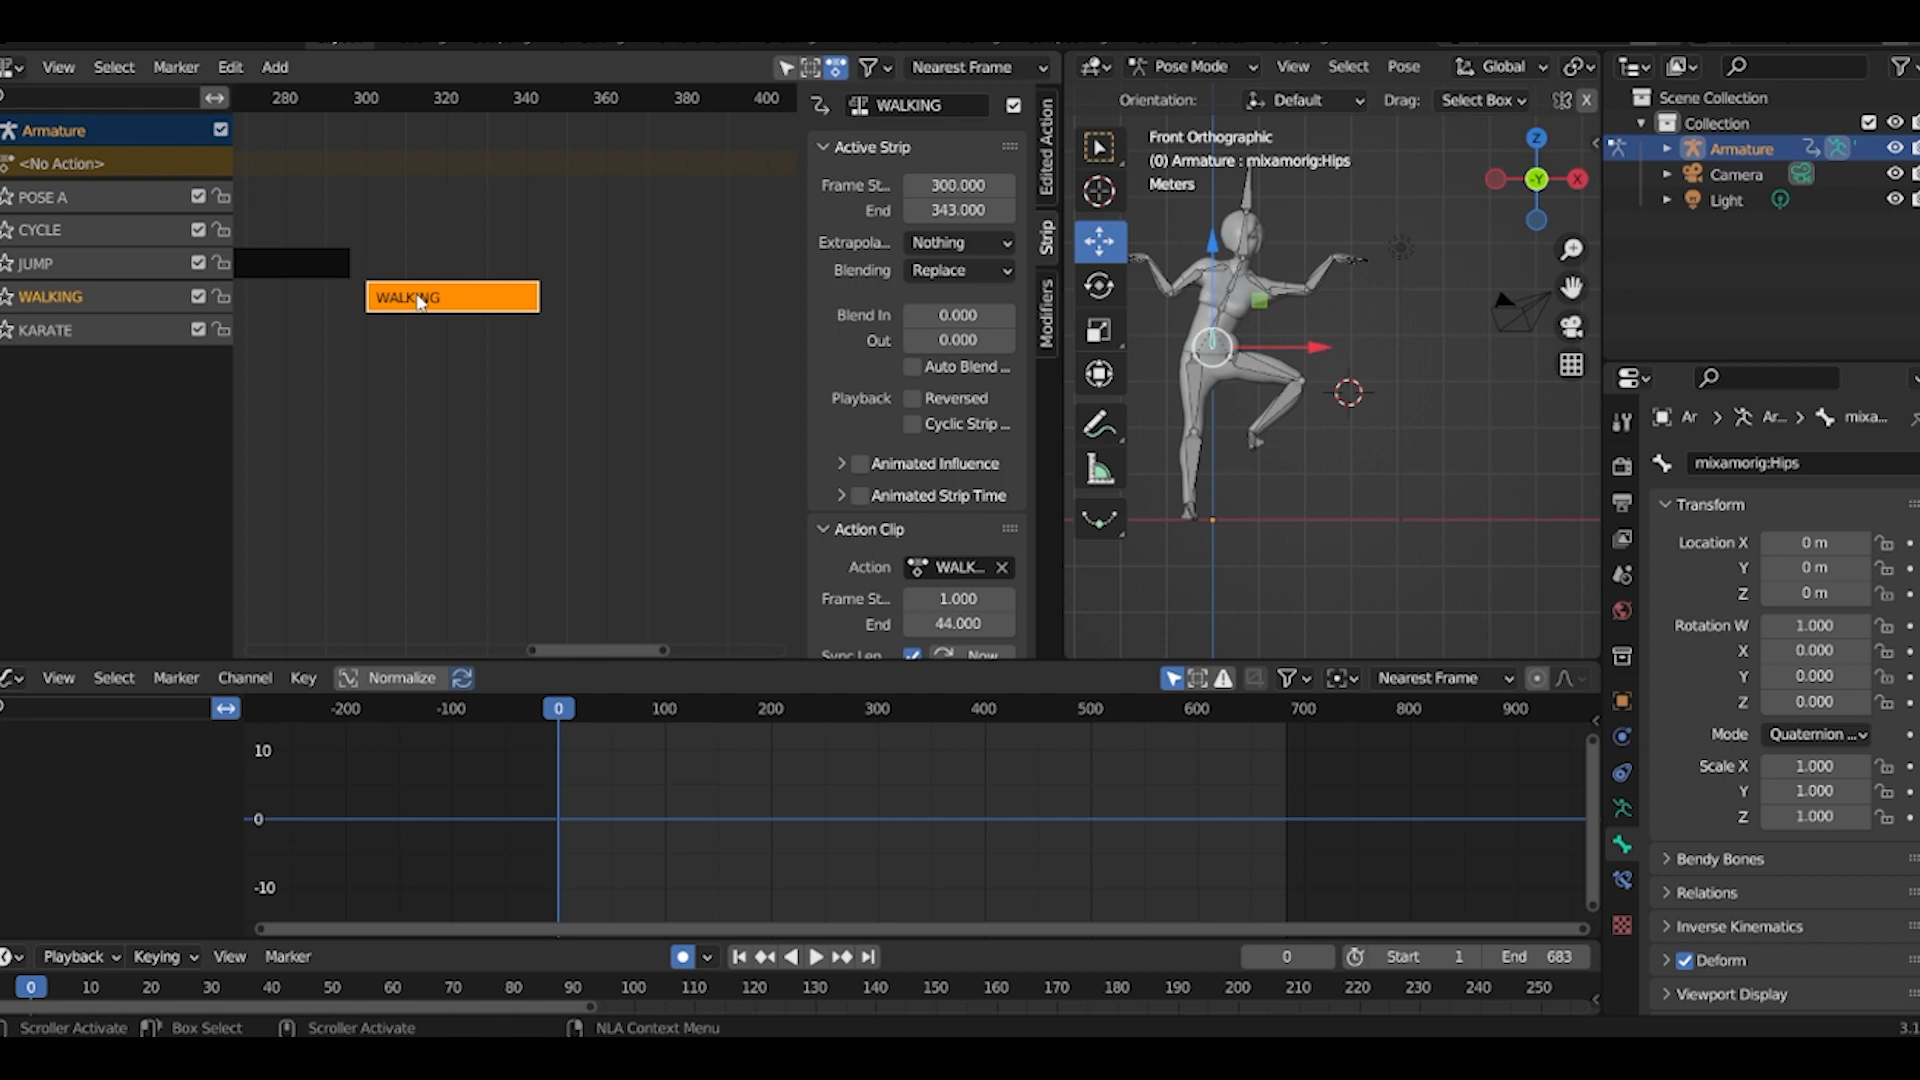 View Select Marker Edit Add Nearest Frame
280 300 320 340 360 380 400
Armature
<No Action>
POSE A
CYCLE
JUMP
WALKING
KARATE
WALKING
WALKING
Active Strip
Frame St... 300.000
End 343.000
Extrapola... Nothing
Blending Replace
Blend In 0.000
Out 0.000
Auto Blend ...
Playback Reversed
Cyclic Strip ...
Animated Influence
Animated Strip Time
Action Clip
Action WALK...
Frame St... 1.000
End 44.000
Sync Len Now
Edited Action
Strip
Modifiers
Pose Mode View Select Pose Global
Orientation: Default Drag: Select Box X
Front Orthographic
(0) Armature : mixamorig:Hips
Meters
Z
-Y
X
Scene Collection
Collection
Armature
Camera
Light
Ar Ar... mixa...
mixamorig:Hips
Transform
Location X 0 m
Y 0 m
Z 0 m
Rotation W 1.000
X 0.000
Y 0.000
Z 0.000
Mode Quaternion ...
Scale X 1.000
Y 1.000
Z 1.000
Bendy Bones
Relations
Inverse Kinematics
Deform
Viewport Display
View Select Marker Channel Key Normalize Nearest Frame
-200 -100 0 100 200 300 400 500 600 700 800 900
10
0
-10
Playback Keying View Marker 0 Start 1 End 683
0 10 20 30 40 50 60 70 80 90 100 110 120 130 140 150 160 170 180 190 200 210 220 230 240 250
Scroller Activate Box Select Scroller Activate NLA Context Menu 3.1